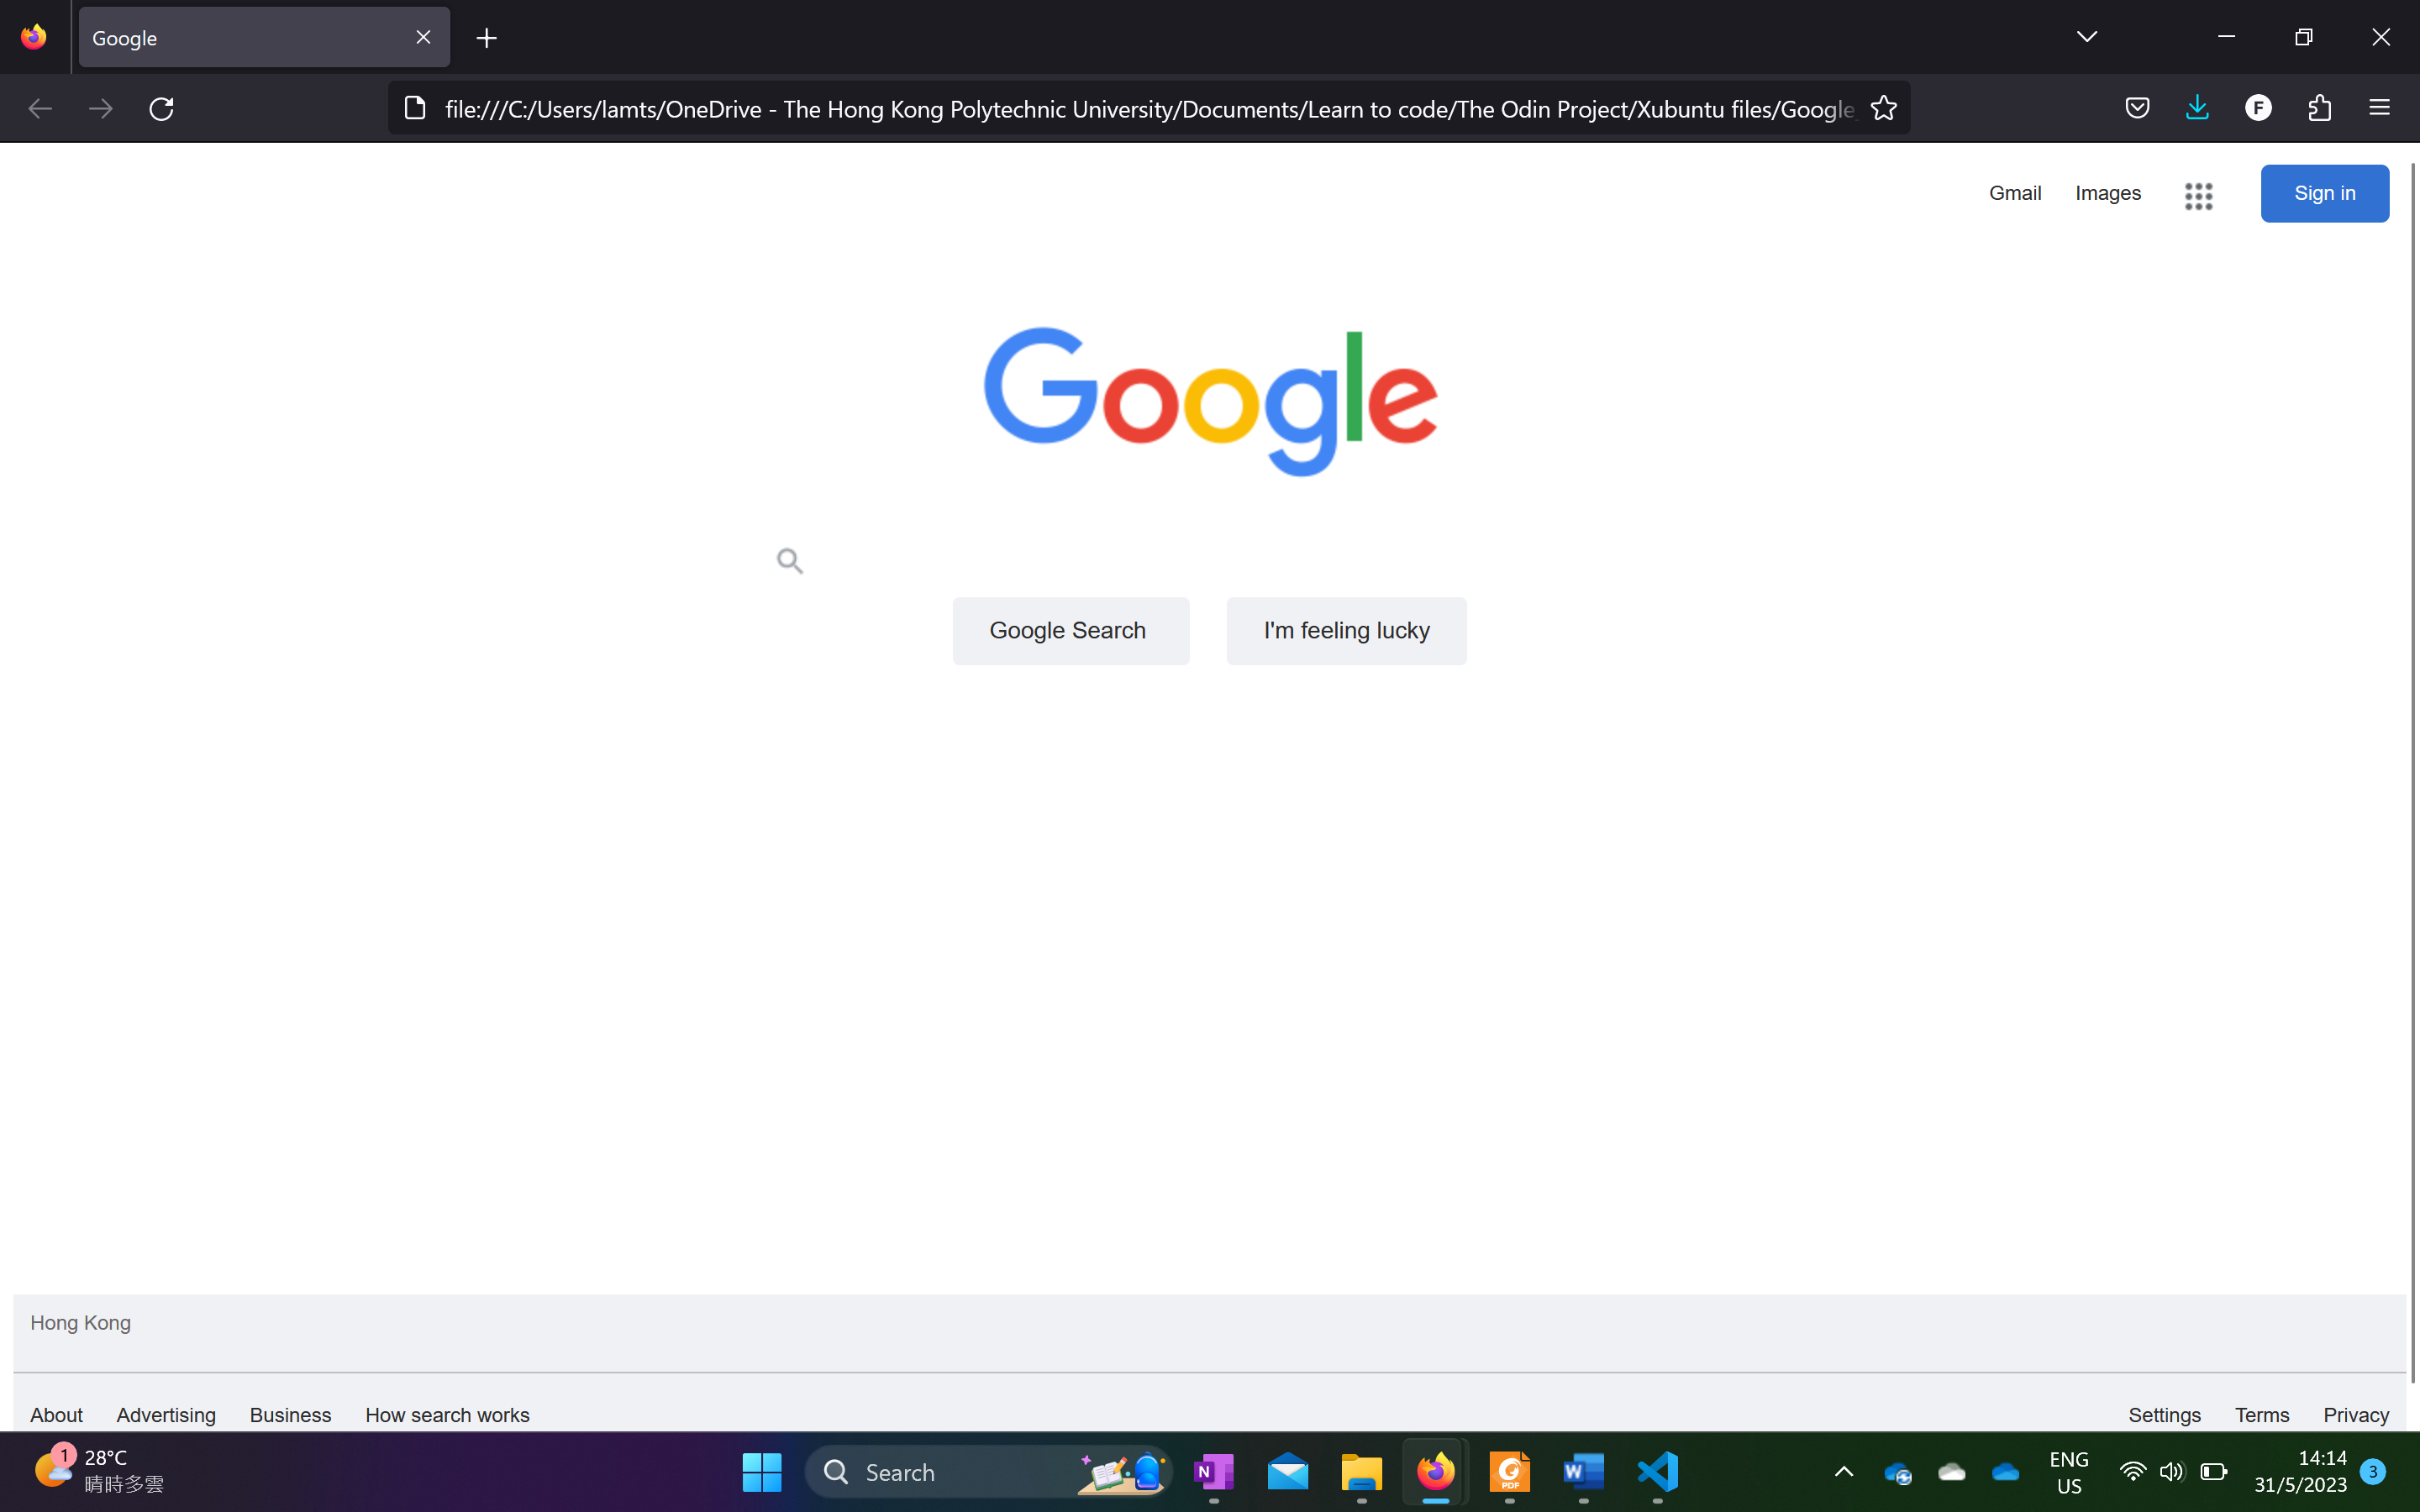 Google
file:///C:/Users/lamts/OneDrive - The Hong Kong Polytechnic University/Documents/Learn to code/The Odin Project/Xubuntu files/Google
F
Gmail Images Sign in
Google
Google Search I'm feeling lucky
Hong Kong
About Advertising Business How search works Settings Terms Privacy
1 28°C
晴時多雲
Search
N
PDF
W
ENG
US
14:14
31/5/2023
3